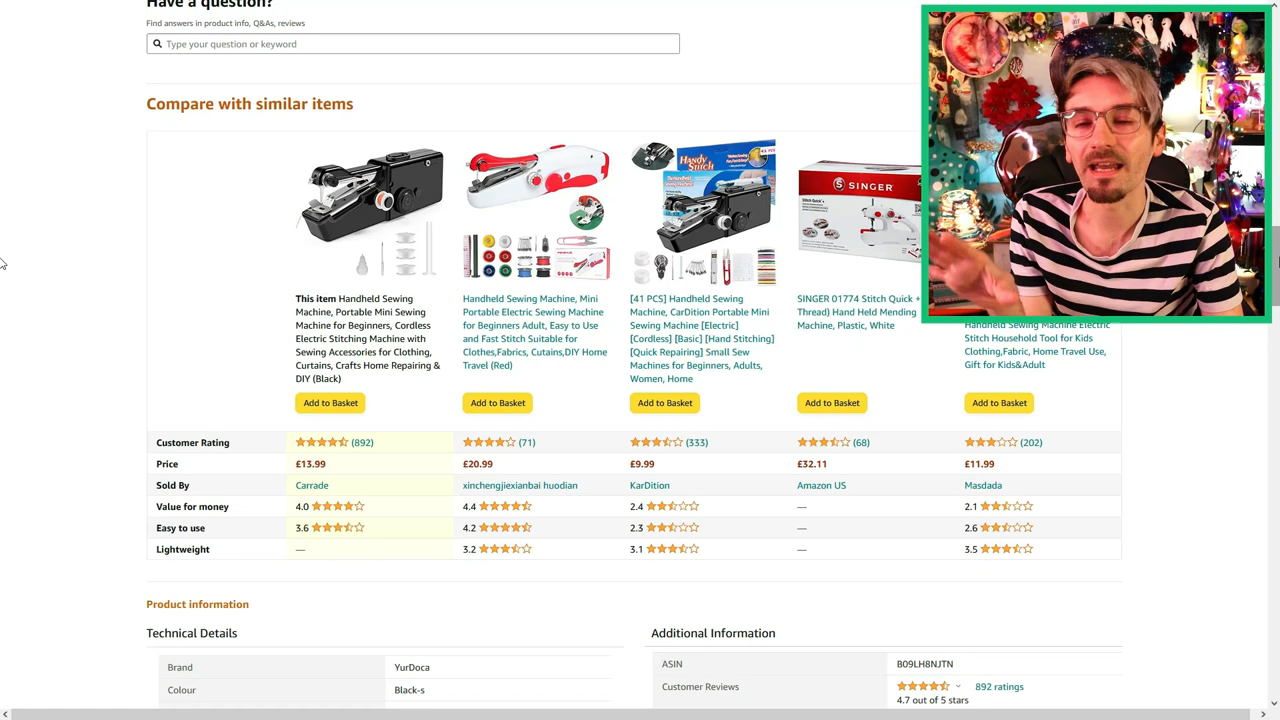 Have a question?
Find answers in product info, Q&As, reviews
Type your question or keyword
Compare with similar items
HANDY
Stitch
SINGER
Stitch Quick +
This item Handheld Sewing
Machine, Portable Mini Sewing
Machine for Beginners, Cordless
Electric Stitching Machine with
Sewing Accessories for Clothing,
Curtains, Crafts Home Repairing &
DIY (Black)
Handheld Sewing Machine, Mini
Portable Electric Sewing Machine
for Beginners Adult, Easy to Use
and Fast Stitch Suitable for
Clothes,Fabrics, Cutains,DIY Home
Travel (Red)
[41 PCS] Handheld Sewing
Machine, CarDition Portable Mini
Sewing Machine [Electric]
[Cordless] [Basic] [Hand Stitching]
[Quick Repairing] Small Sew
Machines for Beginners, Adults,
Women, Home
SINGER 01774 Stitch Quick +
Thread) Hand Held Mending
Machine, Plastic, White
Handheld Sewing Machine Electric
Stitch Household Tool for Kids
Clothing,Fabric, Home Travel Use,
Gift for Kids&Adult
Add to Basket Add to Basket Add to Basket Add to Basket Add to Basket
Customer Rating (892) (71) (333) (68) (202)
Price £13.99 £20.99 £9.99 £32.11 £11.99
Sold By Carrade xinchengjiexianbai huodian KarDition Amazon US Masdada
Value for money 4.0 4.4 2.4 — 2.1
Easy to use 3.6 4.2 2.3 — 2.6
Lightweight — 3.2 3.1 — 3.5
Product information
Technical Details
Brand YurDoca
Colour Black-s
Additional Information
ASIN B09LH8NJTN
Customer Reviews 892 ratings
4.7 out of 5 stars